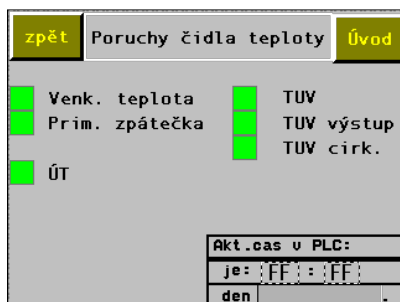 zpět Poruchy čidla teploty Úvod
Venk. teplota TUV
Prim. zpátečka TUV výstup
TUV cirk.
ÚT
Akt.cas v PLC:
je: FF : FF
den .